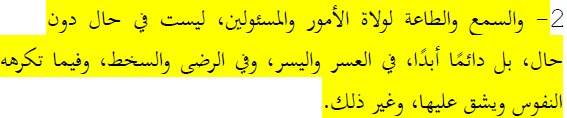 2- والسمع والطاعة لولاة الأمور والمسئولين، ليست في حال دون
حال، بل دائمًا أبدًا، في العسر واليسر، وفي الرضى والسخط، وفيما تكرهه
النفوس ويشق عليها، وغير ذلك.